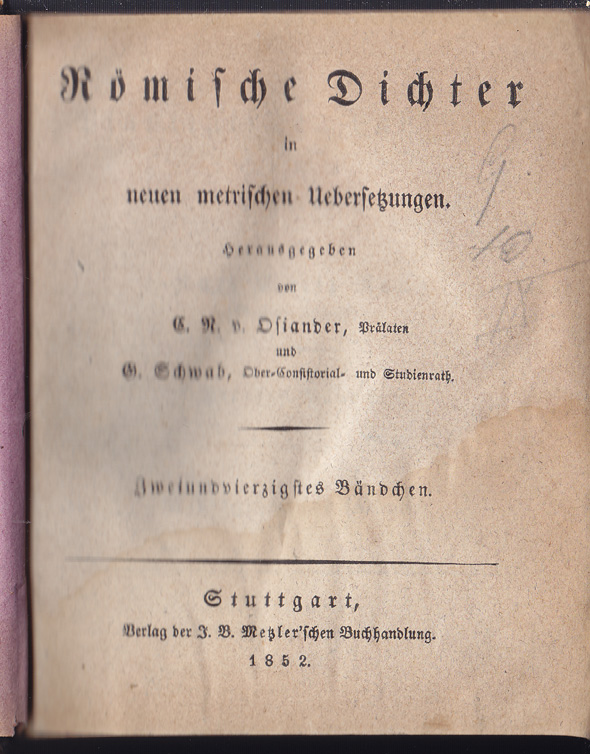 Römische Dichter
in
neuen metrischen Uebersetzungen.
Herausgegeben
von
C. N. v. Osiander, Prälaten
und
G. Schwab, Ober-Consistorial- und Studienrath.
Zweiundvierzigstes Bändchen.
Stuttgart,
Verlag der J. B. Metzler'schen Buchhandlung.
1852.